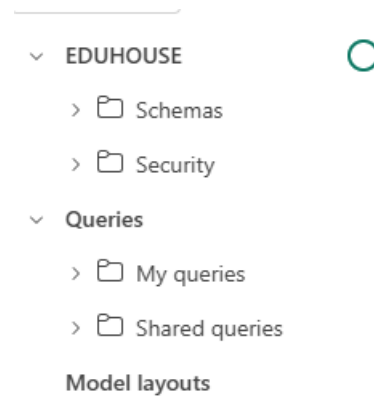 EDUHOUSE
Schemas
Security
Queries
My queries
Shared queries
Model layouts